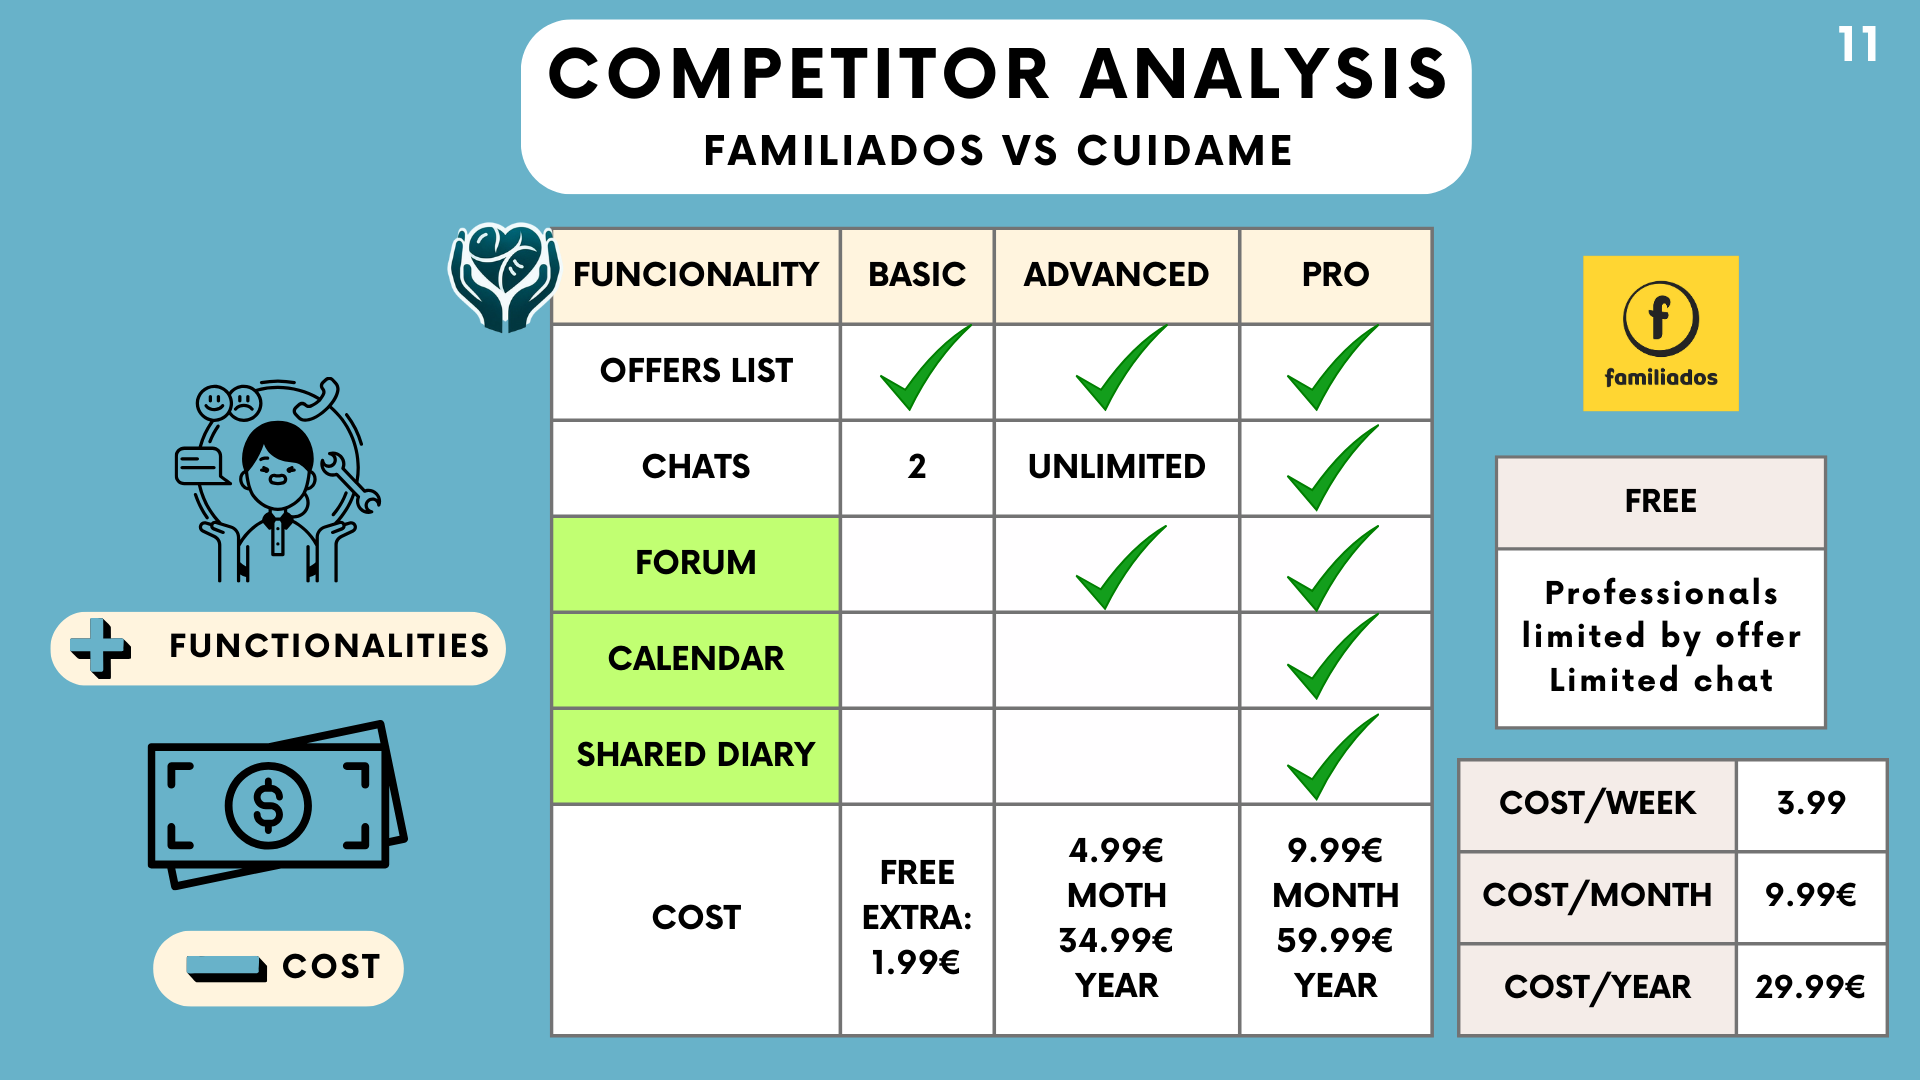 11
COMPETITOR ANALYSIS
FAMILIADOS VS CUIDAME
FUNCIONALITY BASIC ADVANCED PRO
OFFERS LIST
CHATS 2 UNLIMITED
FORUM
CALENDAR
SHARED DIARY
COST
FREE
EXTRA:
1.99€
4.99€
MOTH
34.99€
YEAR
9.99€
MONTH
59.99€
YEAR
FUNCTIONALITIES
$
COST
f
familiados
FREE
Professionals
limited by offer
Limited chat
COST/WEEK 3.99
COST/MONTH 9.99€
COST/YEAR 29.99€